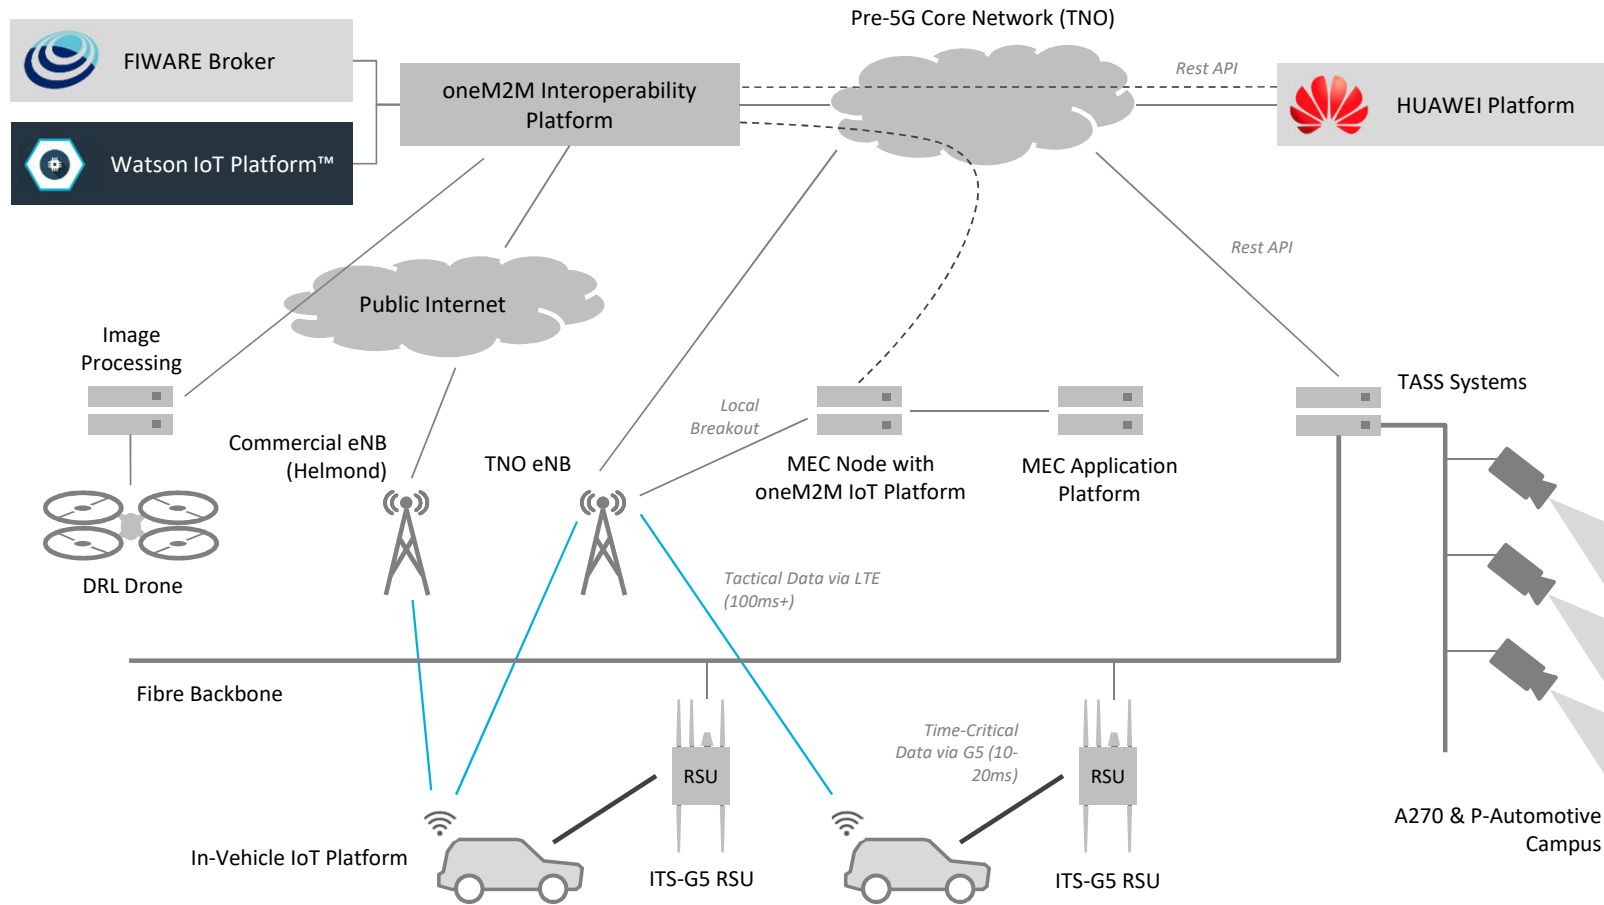 Pre-5G Core Network (TNO)
FIWARE Broker
oneM2M Interoperability
Platform
Rest API
HUAWEI Platform
Watson IoT Platform™
Rest API
Public Internet
Image
Processing
TASS Systems
Local
Breakout
Commercial eNB
(Helmond)
TNO eNB
MEC Node with
oneM2M IoT Platform
MEC Application
Platform
DRL Drone
Tactical Data via LTE
(100ms+)
Fibre Backbone
Time-Critical
Data via G5 (10-
20ms)
RSU
RSU
A270 & P-Automotive
Campus
In-Vehicle IoT Platform
ITS-G5 RSU
ITS-G5 RSU